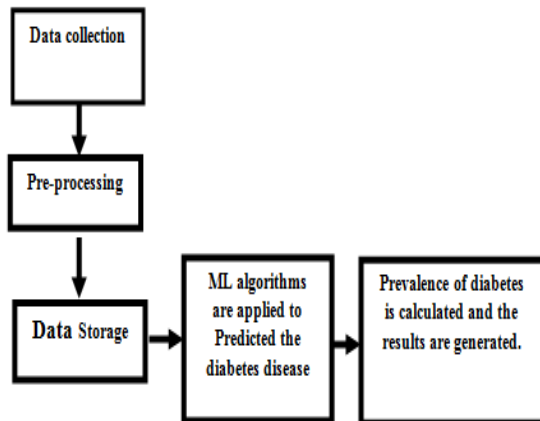 Data collection
Pre-processing
Data Storage
ML algorithms
are applied to
Predicted the
diabetes disease
Prevalence of diabetes
is calculated and the
results are generated.